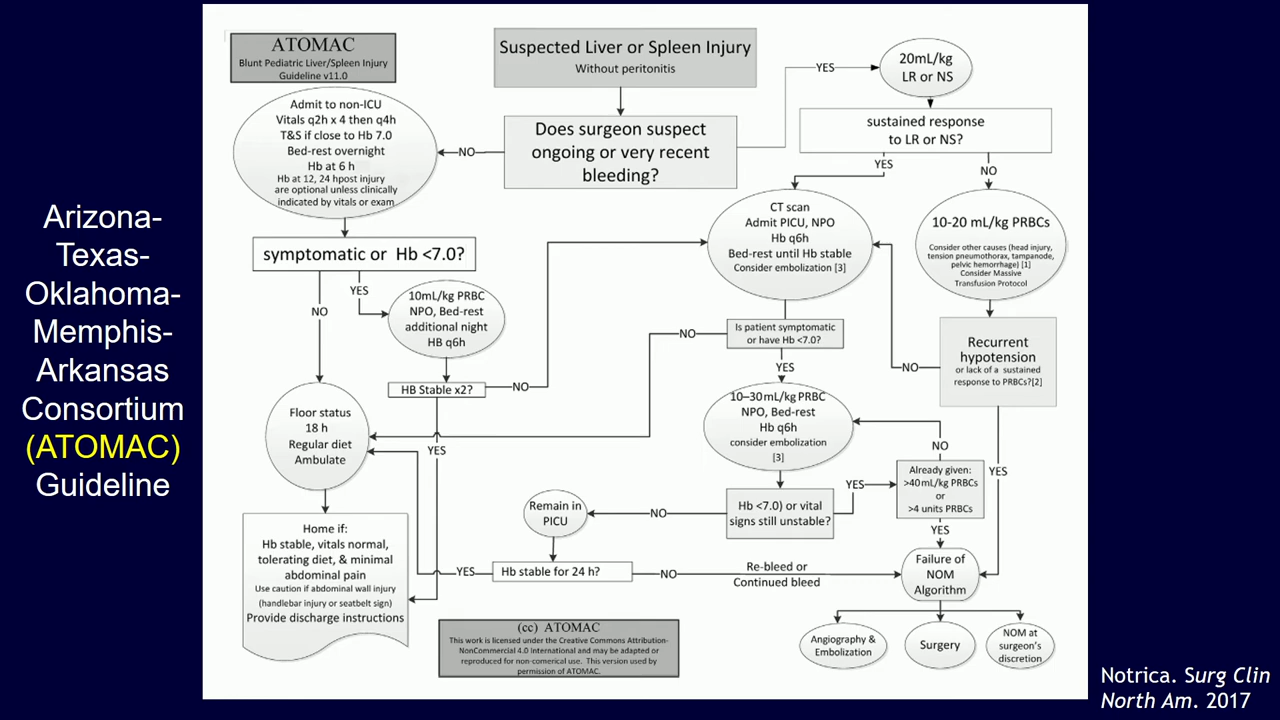 Arizona-
Texas-
Oklahoma-
Memphis-
Arkansas
Consortium
(ATOMAC)
Guideline
ATOMAC
Blunt Pediatric Liver/Spleen Injury
Guideline v11.0
Suspected Liver or Spleen Injury
Without peritonitis
Does surgeon suspect
ongoing or very recent
bleeding?
YES
20mL/kg
LR or NS
sustained response
to LR or NS?
NO
Admit to non-ICU
Vitals q2h x 4 then q4h
T&S if close to Hb 7.0
Bed-rest overnight
Hb at 6 h
Hb at 12, 24 hpost injury
are optional unless clinically
indicated by vitals or exam
YES
NO
CT scan
Admit PICU, NPO
Hb q6h
Bed-rest until Hb stable
Consider embolization [3]
10-20 mL/kg PRBCs
Consider other causes (head injury,
tension pneumothorax, tampanode,
pelvic hemorrhage) [1]
Consider Massive
Transfusion Protocol
symptomatic or Hb <7.0?
NO
YES
10mL/kg PRBC
NPO, Bed-rest
additional night
HB q6h
HB Stable x2?
NO
YES
Is patient symptomatic
or have Hb <7.0?
NO
YES
Recurrent
hypotension
or lack of a sustained
response to PRBCs?[2]
NO
YES
Floor status
18 h
Regular diet
Ambulate
10–30mL/kg PRBC
NPO, Bed-rest
Hb q6h
consider embolization
[3]
NO
Already given:
>40mL/kg PRBCs
or
>4 units PRBCs
YES
Hb <7.0) or vital
signs still unstable?
YES
NO
Remain in
PICU
Hb stable for 24 h?
YES
NO
Re-bleed or
Continued bleed
Failure of
NOM
Algorithm
Home if:
Hb stable, vitals normal,
tolerating diet, & minimal
abdominal pain
Use caution if abdominal wall injury
(handlebar injury or seatbelt sign)
Provide discharge instructions
Angiography &
Embolization
Surgery
NOM at
surgeon's
discretion
(cc) ATOMAC
This work is licensed under the Creative Commons Attribution-
NonCommercial 4.0 International and may be adapted or
reproduced for non-comerical use. This version used by
permission of ATOMAC.
Notrica. Surg Clin
North Am. 2017